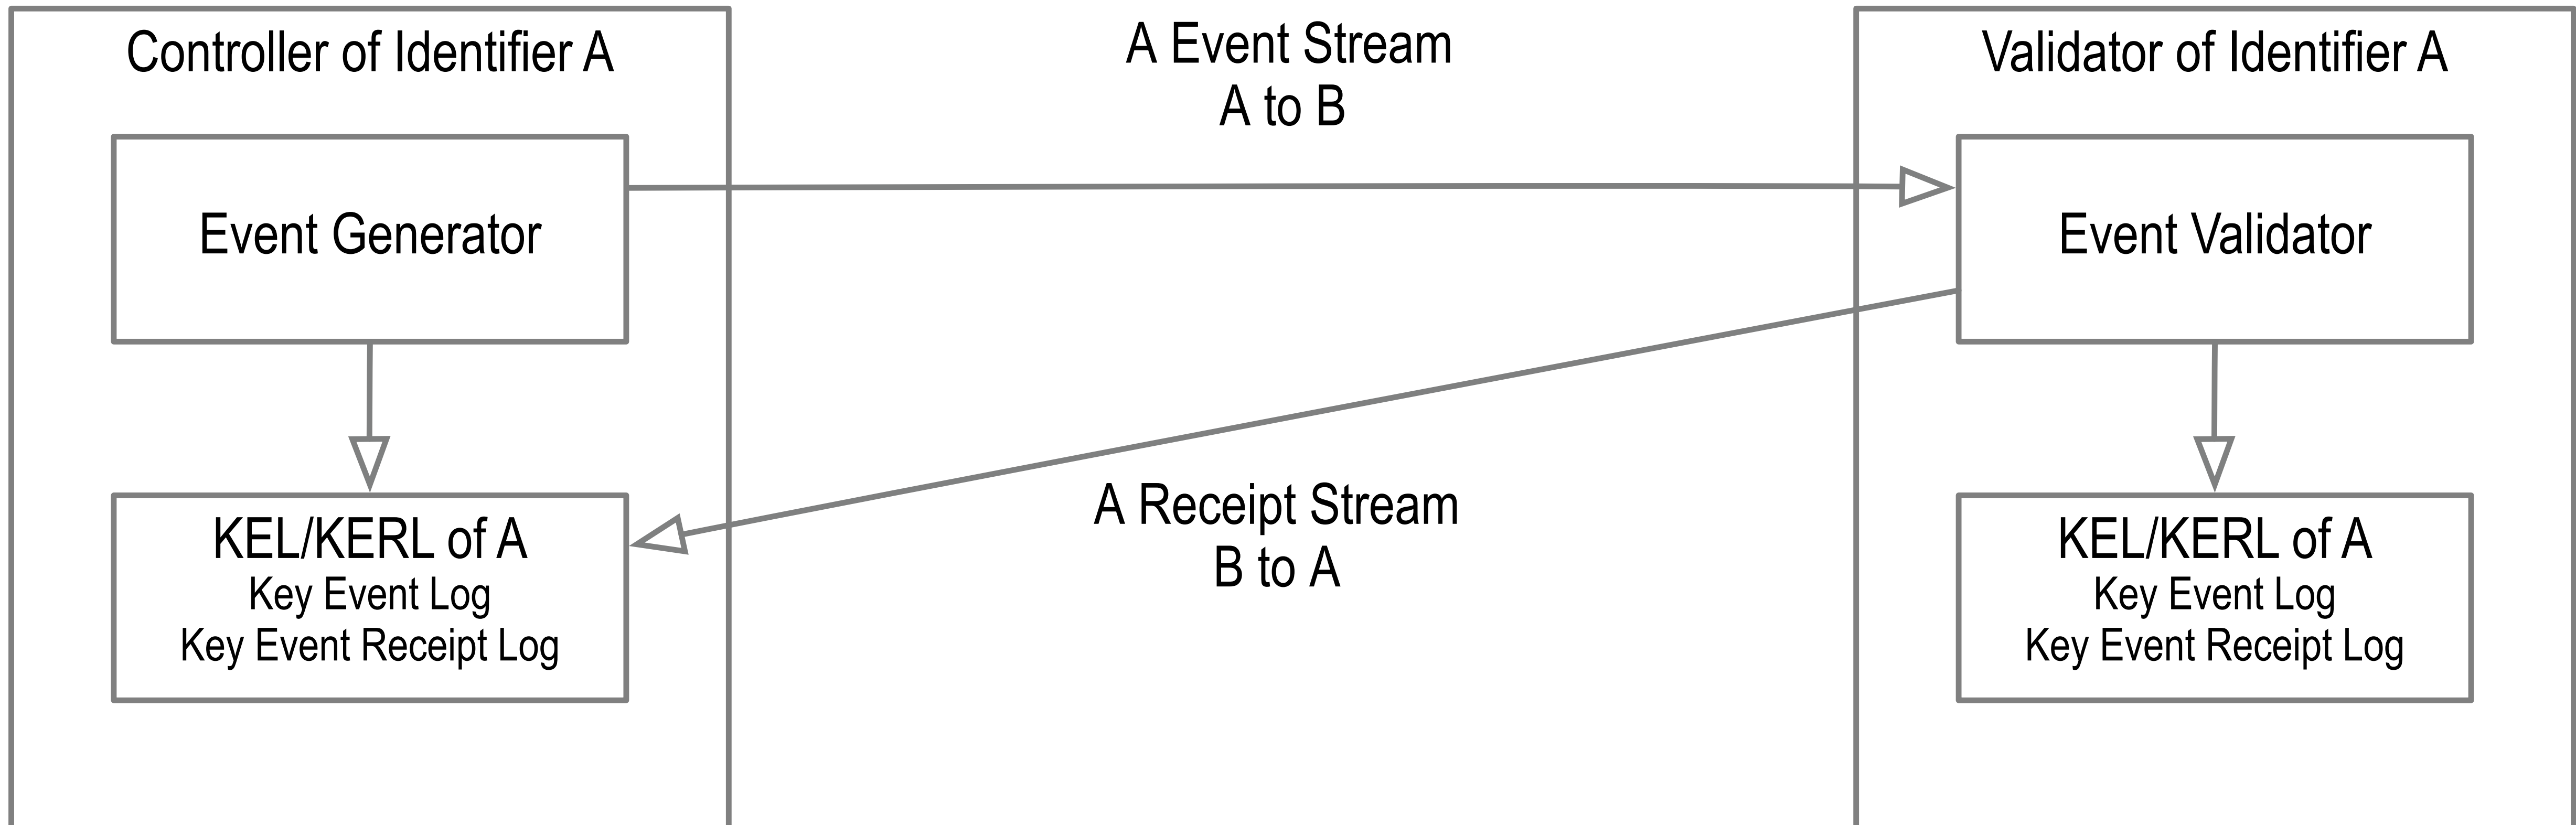 Controller of Identifier A
Event Generator
KEL/KERL of A
Key Event Log
Key Event Receipt Log
A Event Stream
A to B
A Receipt Stream
B to A
Validator of Identifier A
Event Validator
KEL/KERL of A
Key Event Log
Key Event Receipt Log